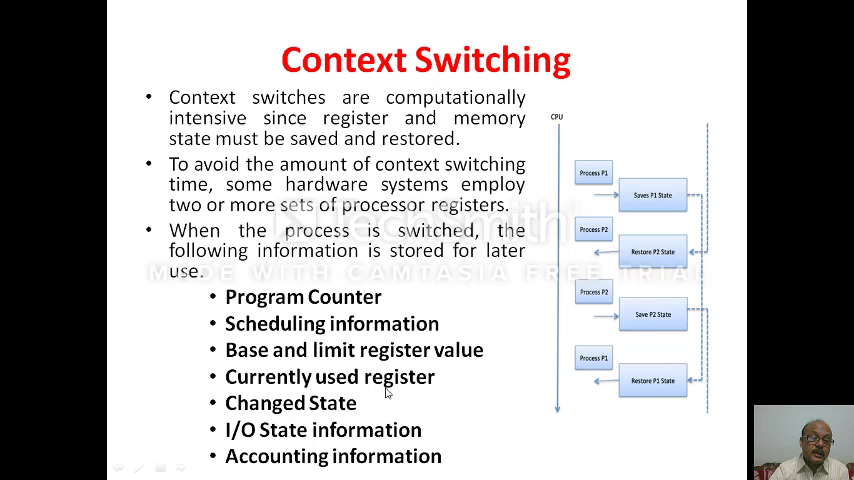 Context Switching
• Context switches are computationally
intensive since register and memory
state must be saved and restored.
• To avoid the amount of context switching
time, some hardware systems employ
two or more sets of processor registers.
• When the process is switched, the
following information is stored for later
use.
• Program Counter
• Scheduling information
• Base and limit register value
• Currently used register
• Changed State
• I/O State information
• Accounting information
CPU
Process P1
Saves P1 State
Process P2
Restore P2 State
Process P2
Save P2 State
Process P1
Restore P1 State
TechSmith
MADE WITH CAMTASIA FREE TRIAL